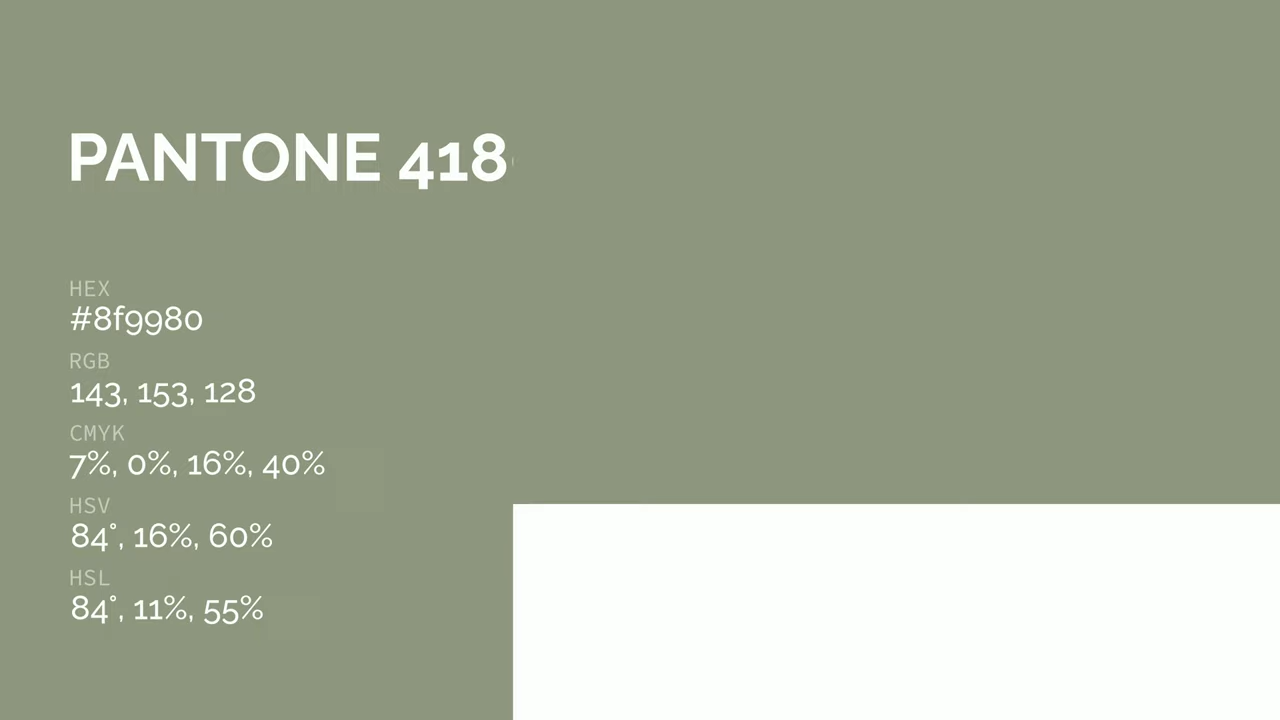 PANTONE 418
HEX
#8f9980
RGB
143, 153, 128
CMYK
7%, 0%, 16%, 40%
HSV
84°, 16%, 60%
HSL
84°, 11%, 55%